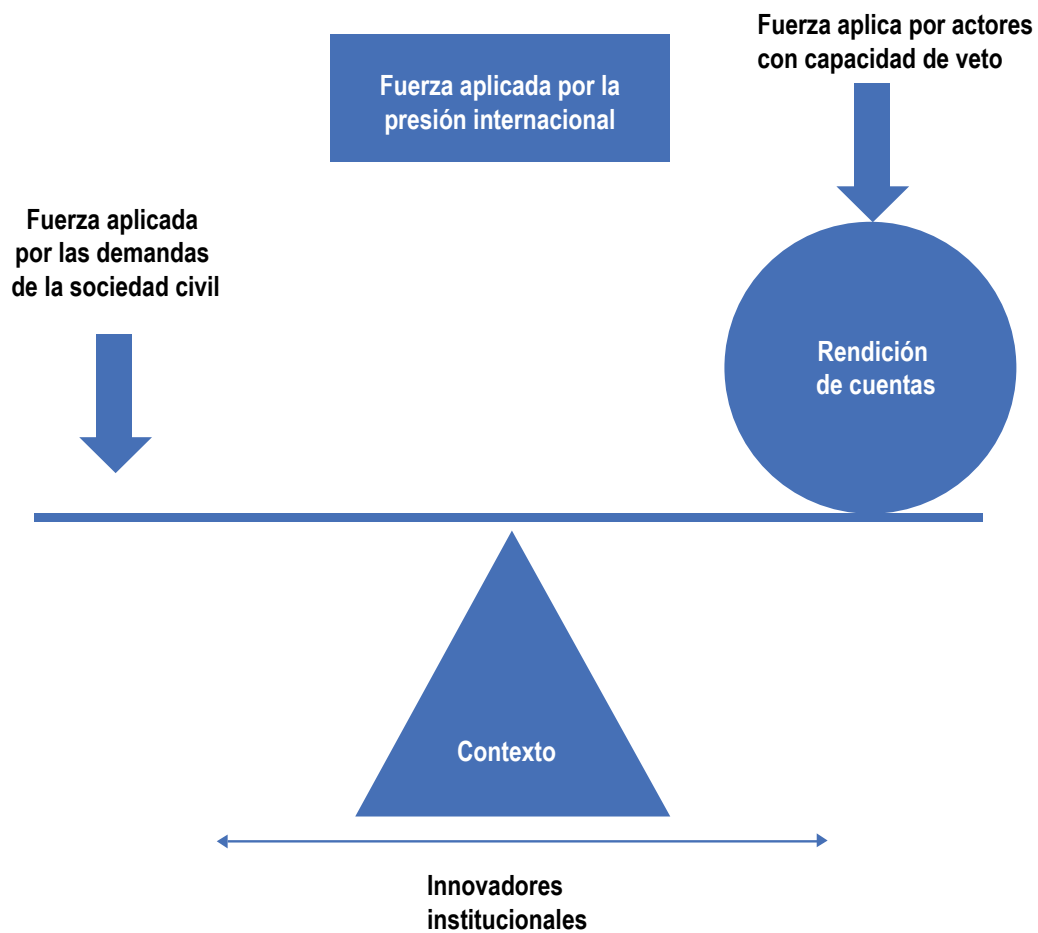 Fuerza aplica por actores
con capacidad de veto
Fuerza aplicada por la
presión internacional
Fuerza aplicada
por las demandas
de la sociedad civil
Rendición
de cuentas
Contexto
Innovadores
institucionales